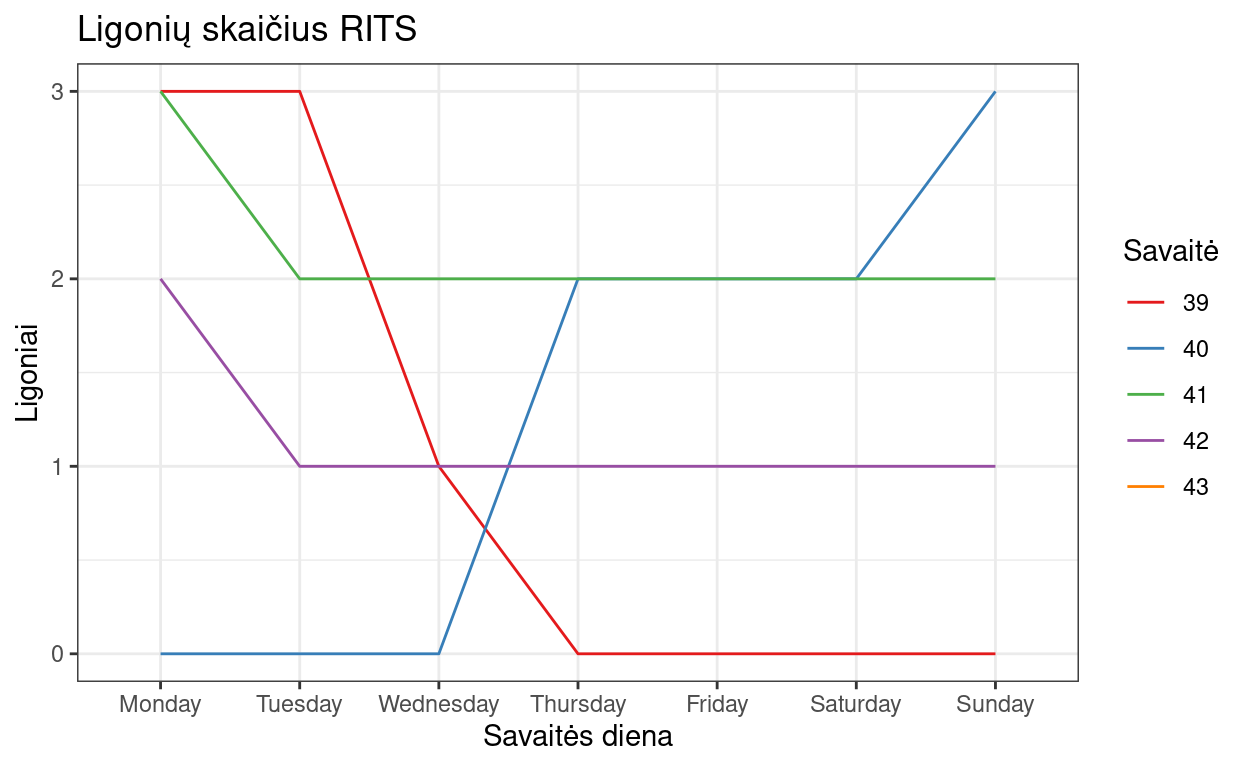 Ligonių skaičius RITS
3
2
1
0
Ligoniai
Monday Tuesday Wednesday Thursday Friday Saturday Sunday
Savaitės diena
Savaitė
39
40
41
42
43